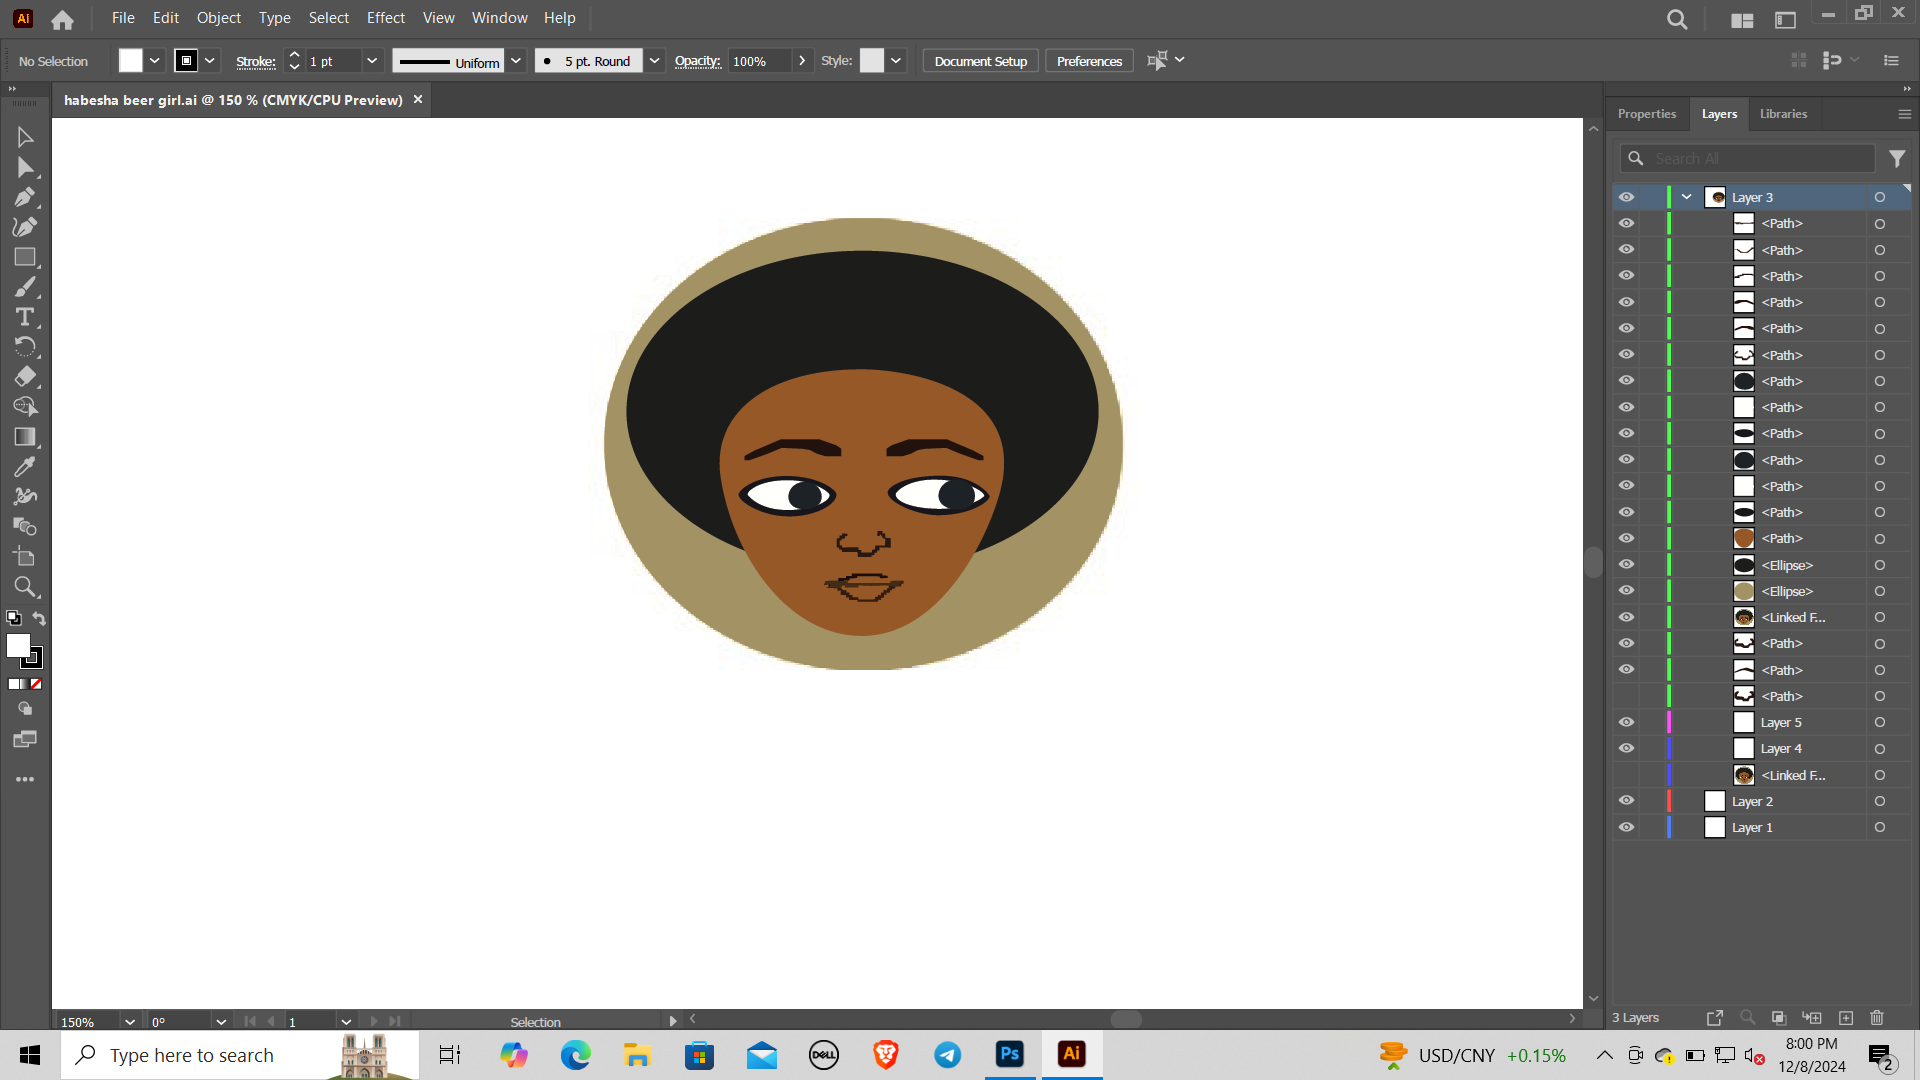 Ai File Edit Object Type Select Effect View Window Help
No Selection Stroke: 1 pt Uniform 5 pt. Round Opacity: 100% Style: Document Setup Preferences
habesha beer girl.ai @ 150 % (CMYK/CPU Preview) ×
Properties Layers Libraries
Search All
Layer 3
<Path>
<Path>
<Path>
<Path>
<Path>
<Path>
<Path>
<Path>
<Path>
<Path>
<Path>
<Path>
<Path>
<Ellipse>
<Ellipse>
<Linked F...
<Path>
<Path>
<Path>
Layer 5
Layer 4
<Linked F...
Layer 2
Layer 1
3 Layers
150% 0° 1 Selection
Type here to search
DELL
Ps
Ai
USD/CNY +0.15%
8:00 PM
12/8/2024
2